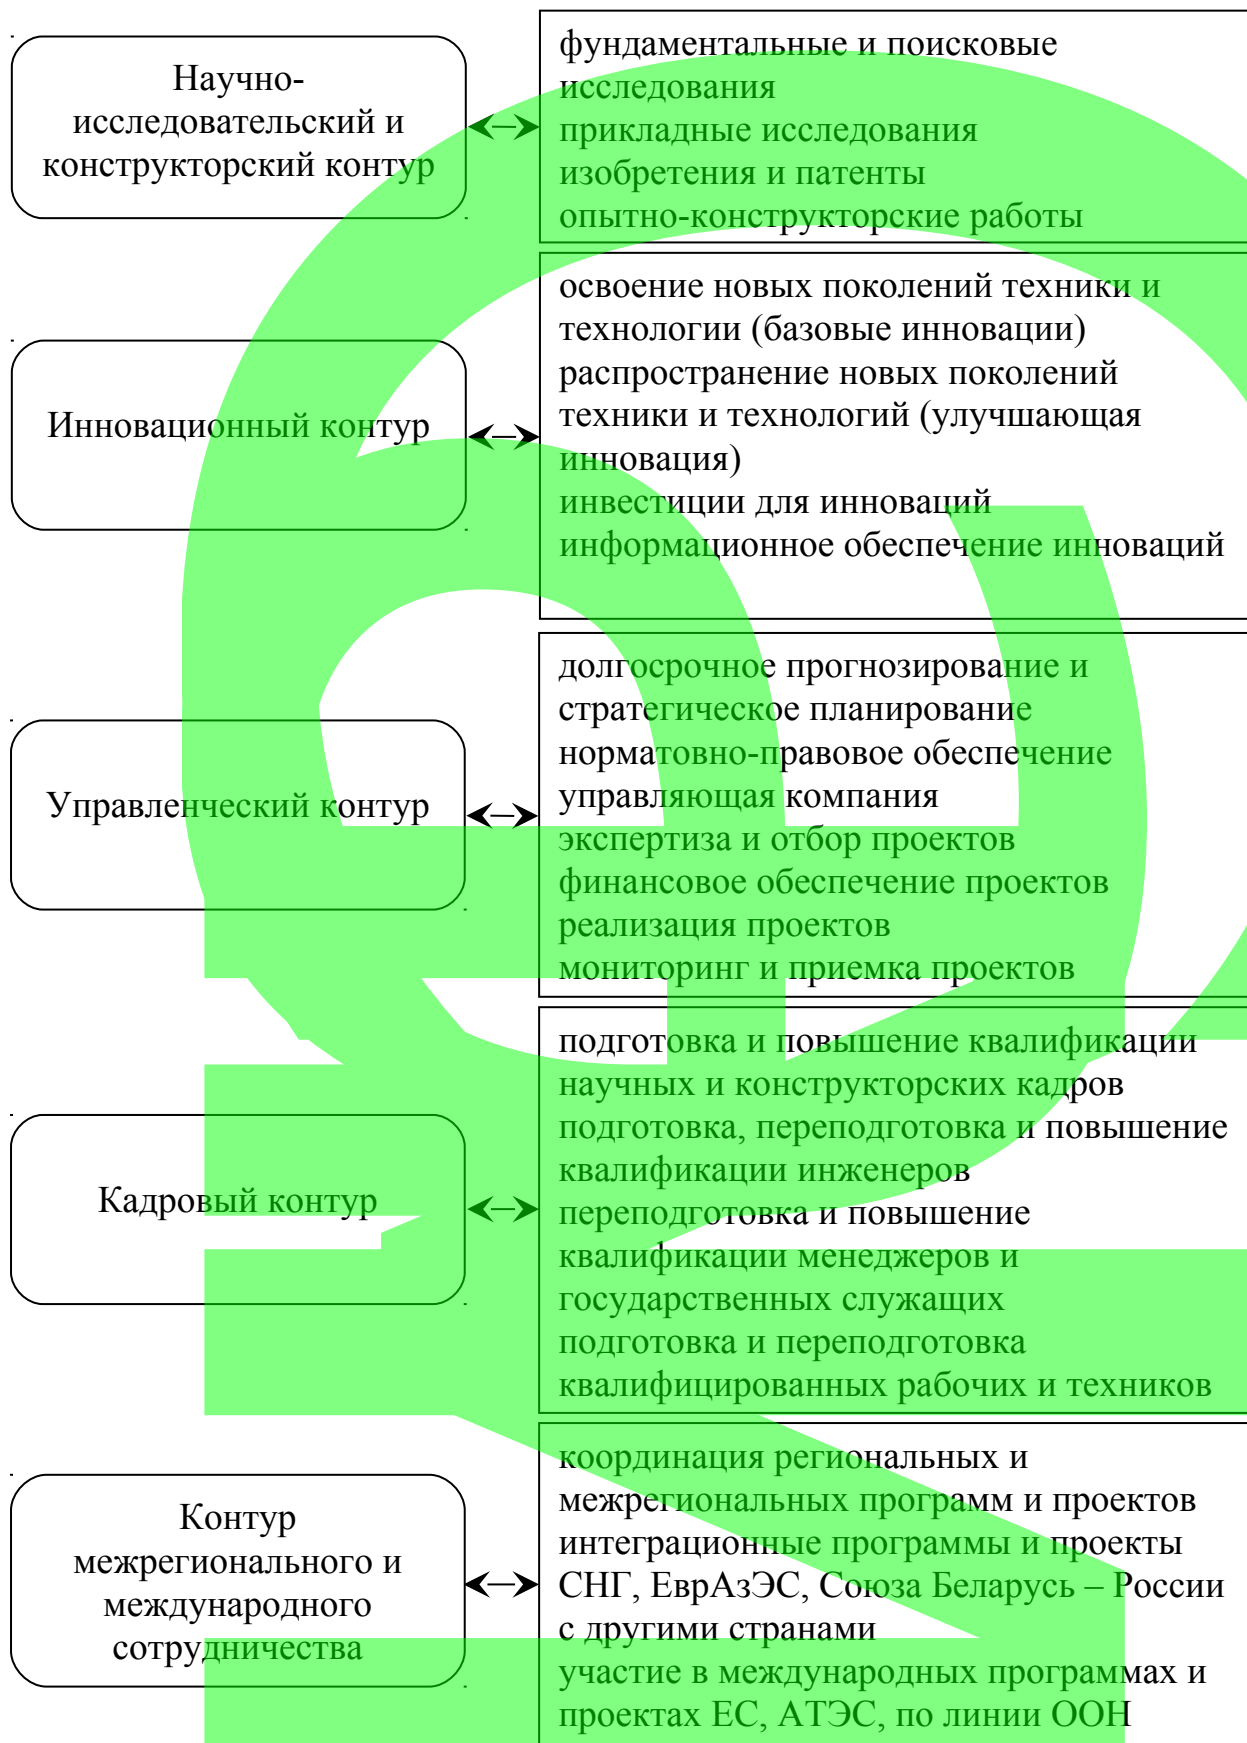 Научно-
исследовательский и
конструкторский контур
фундаментальные и поисковые
исследования
прикладные исследования
изобретения и патенты
опытно-конструкторские работы
Инновационный контур
освоение новых поколений техники и
технологии (базовые инновации)
распространение новых поколений
техники и технологий (улучшающая
инновация)
инвестиции для инноваций
информационное обеспечение инноваций
Управленческий контур
долгосрочное прогнозирование и
стратегическое планирование
норматовно-правовое обеспечение
управляющая компания
экспертиза и отбор проектов
финансовое обеспечение проектов
реализация проектов
мониторинг и приемка проектов
Кадровый контур
подготовка и повышение квалификации
научных и конструкторских кадров
подготовка, переподготовка и повышение
квалификации инженеров
переподготовка и повышение
квалификации менеджеров и
государственных служащих
подготовка и переподготовка
квалифицированных рабочих и техников
Контур
межрегионального и
международного
сотрудничества
координация региональных и
межрегиональных программ и проектов
интеграционные программы и проекты
СНГ, ЕврАзЭС, Союза Беларусь – России
с другими странами
участие в международных программах и
проектах ЕС, АТЭС, по линии ООН